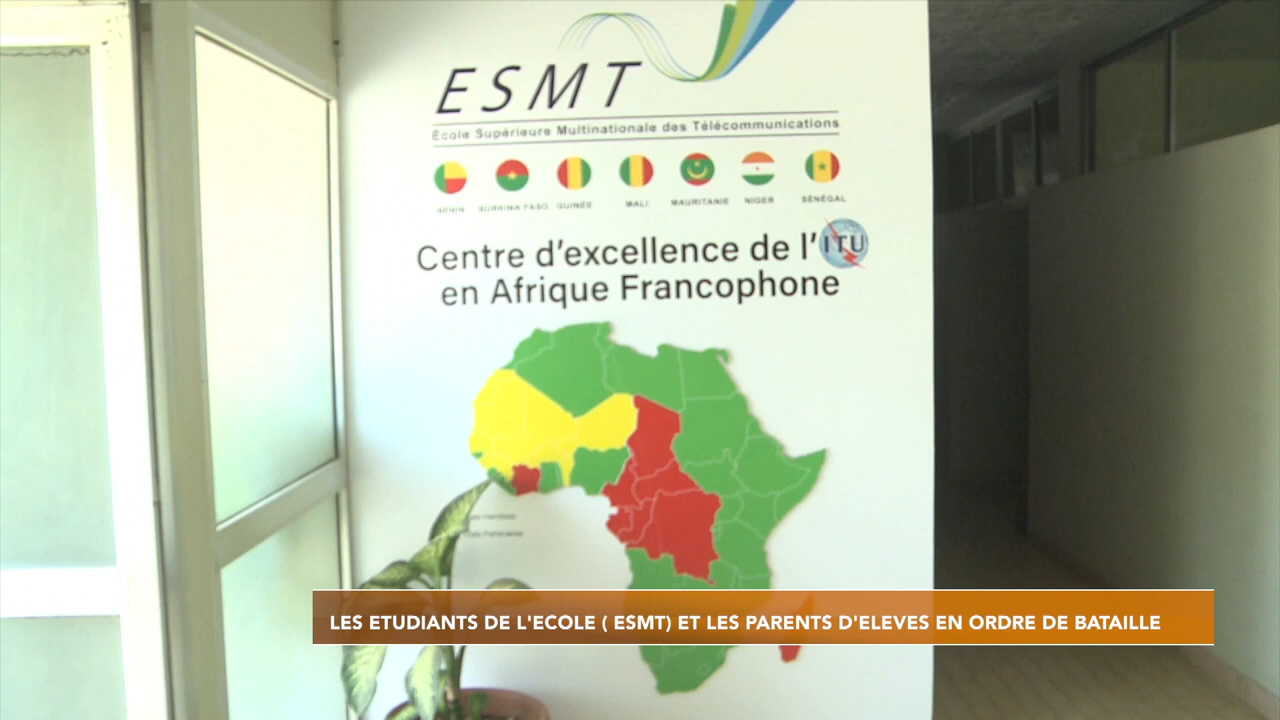 ESMT
École Supérieure Multinationale des Télécommunications
BÉNIN BURKINA FASO GUINÉE MALI MAURITANIE NIGER SÉNÉGAL
Centre d'excellence de l'ITU
en Afrique Francophone
LES ETUDIANTS DE L'ECOLE ( ESMT) ET LES PARENTS D'ELEVES EN ORDRE DE BATAILLE